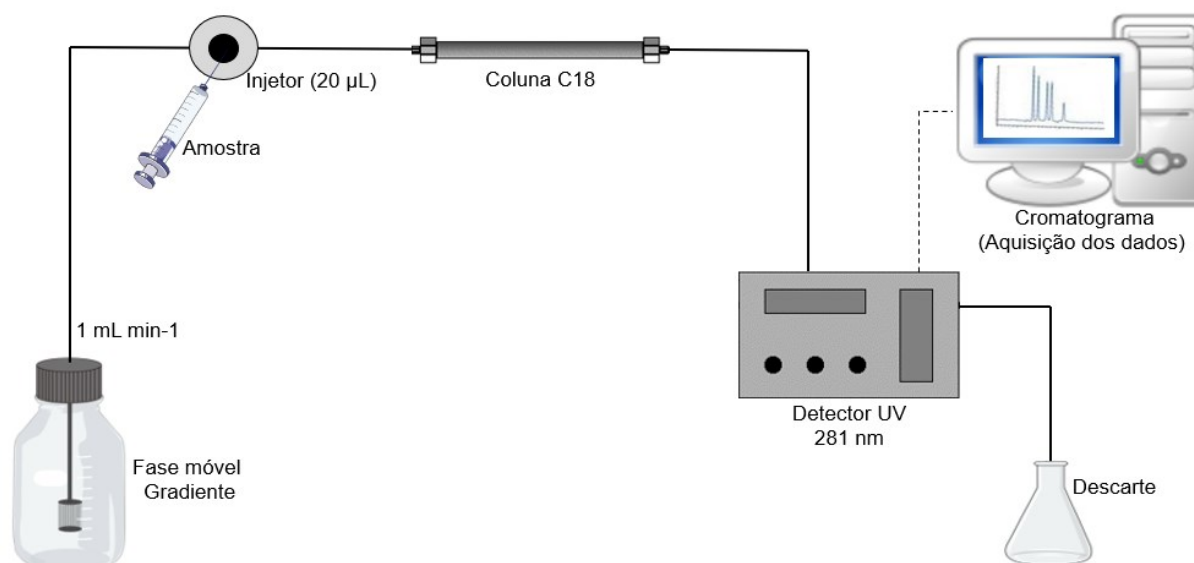 Injetor (20 µL)
Coluna C18
Amostra
Cromatograma
(Aquisição dos dados)
1 mL min-1
Detector UV
281 nm
Fase móvel
Gradiente
Descarte